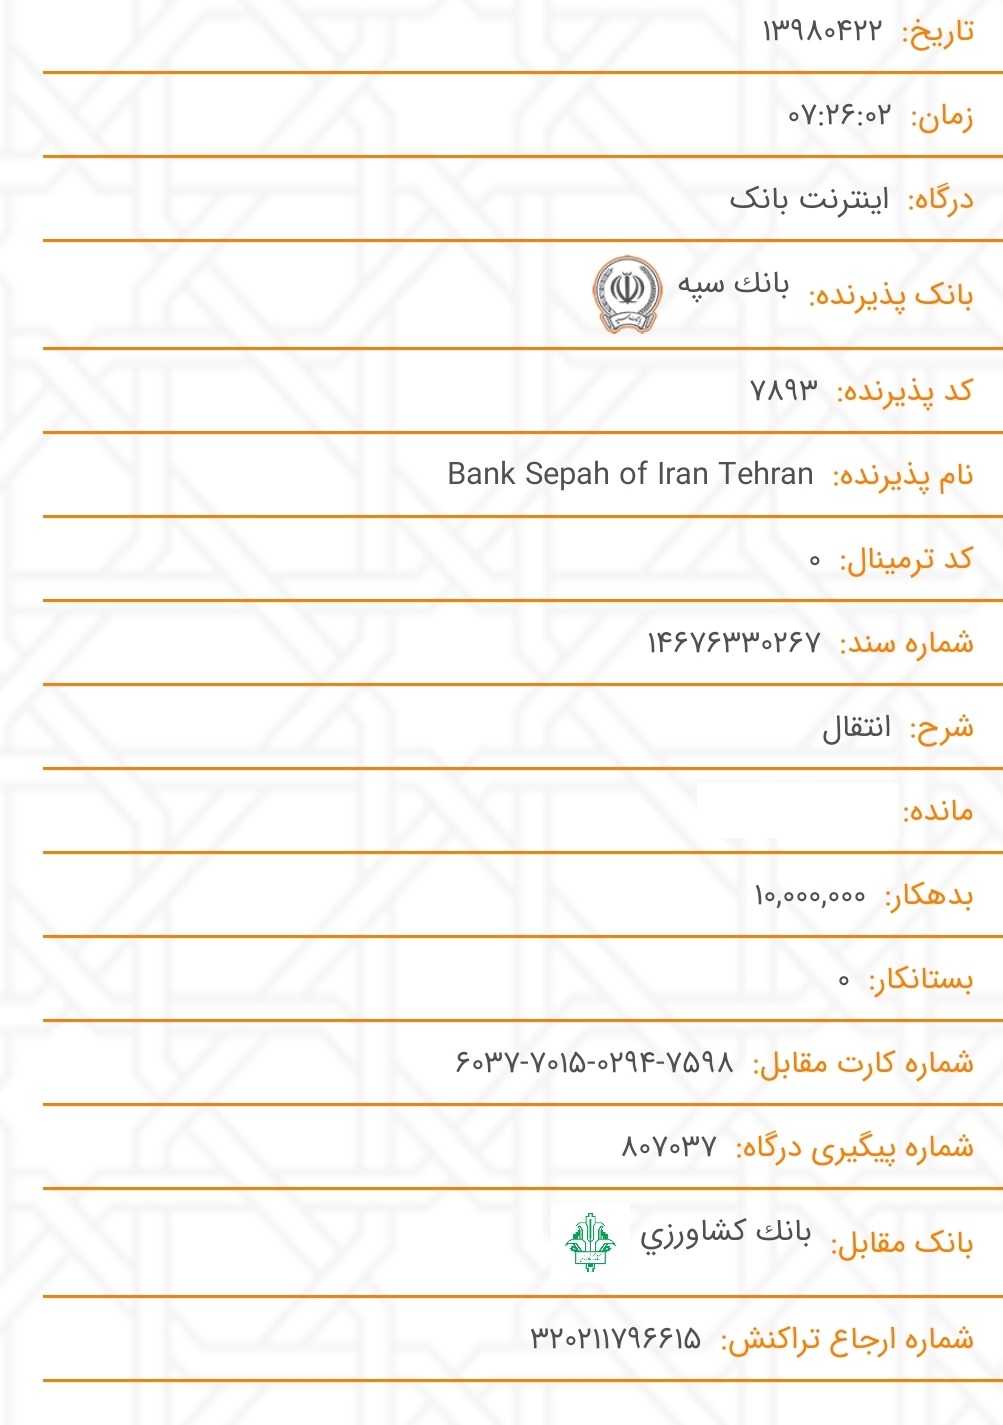 تاریخ: ۱۳۹۸۰۴۲۲
زمان: ۰۷:۲۶:۰۲
درگاه: اینترنت بانک
بانک پذیرنده: بانك سپه
کد پذیرنده: ۷۸۹۳
نام پذیرنده: Bank Sepah of Iran Tehran
کد ترمینال: ۰
شماره سند: ۱۴۶۷۶۳۳۰۲۶۷
شرح: انتقال
مانده:
بدهکار: ۱۰,۰۰۰,۰۰۰
بستانکار: ۰
شماره کارت مقابل: ۶۰۳۷-۷۰۱۵-۰۲۹۴-۷۵۹۸
شماره پیگیری درگاه: ۸۰۷۰۳۷
بانک مقابل: بانك كشاورزي
شماره ارجاع تراکنش: ۳۲۰۲۱۱۷۹۶۶۱۵